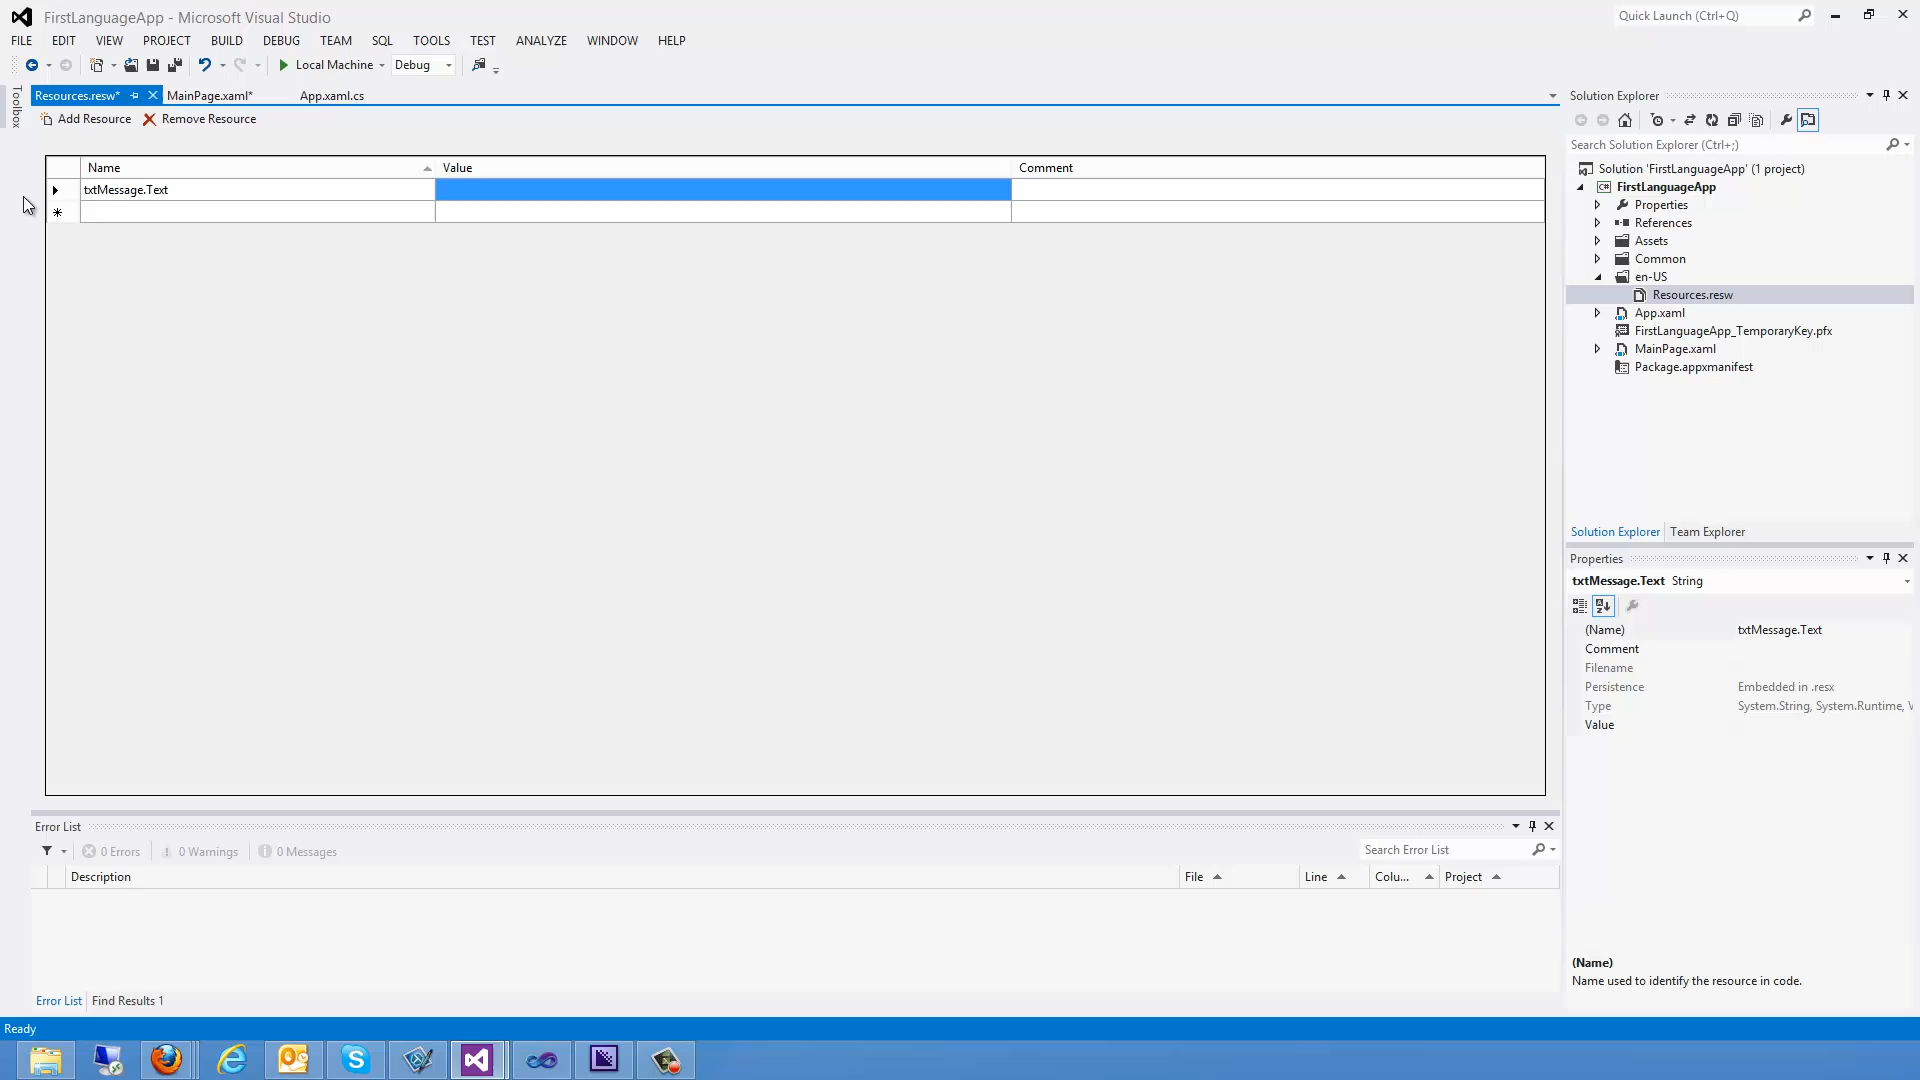 FirstLanguageApp - Microsoft Visual Studio
Quick Launch (Ctrl+Q)
FILE EDIT VIEW PROJECT BUILD DEBUG TEAM SQL TOOLS TEST ANALYZE WINDOW HELP
Local Machine Debug
Toolbox
Resources.resw* MainPage.xaml* App.xaml.cs
Add Resource Remove Resource
Name Value Comment
txtMessage.Text
Solution Explorer
Search Solution Explorer (Ctrl+;)
Solution 'FirstLanguageApp' (1 project)
FirstLanguageApp
Properties
References
Assets
Common
en-US
Resources.resw
App.xaml
FirstLanguageApp_TemporaryKey.pfx
MainPage.xaml
Package.appxmanifest
Solution Explorer Team Explorer
Properties
txtMessage.Text String
(Name) txtMessage.Text
Comment
Filename
Persistence Embedded in .resx
Type System.String, System.Runtime, V
Value
(Name)
Name used to identify the resource in code.
Error List
0 Errors 0 Warnings 0 Messages
Search Error List
Description File Line Colu... Project
Error List Find Results 1
Ready